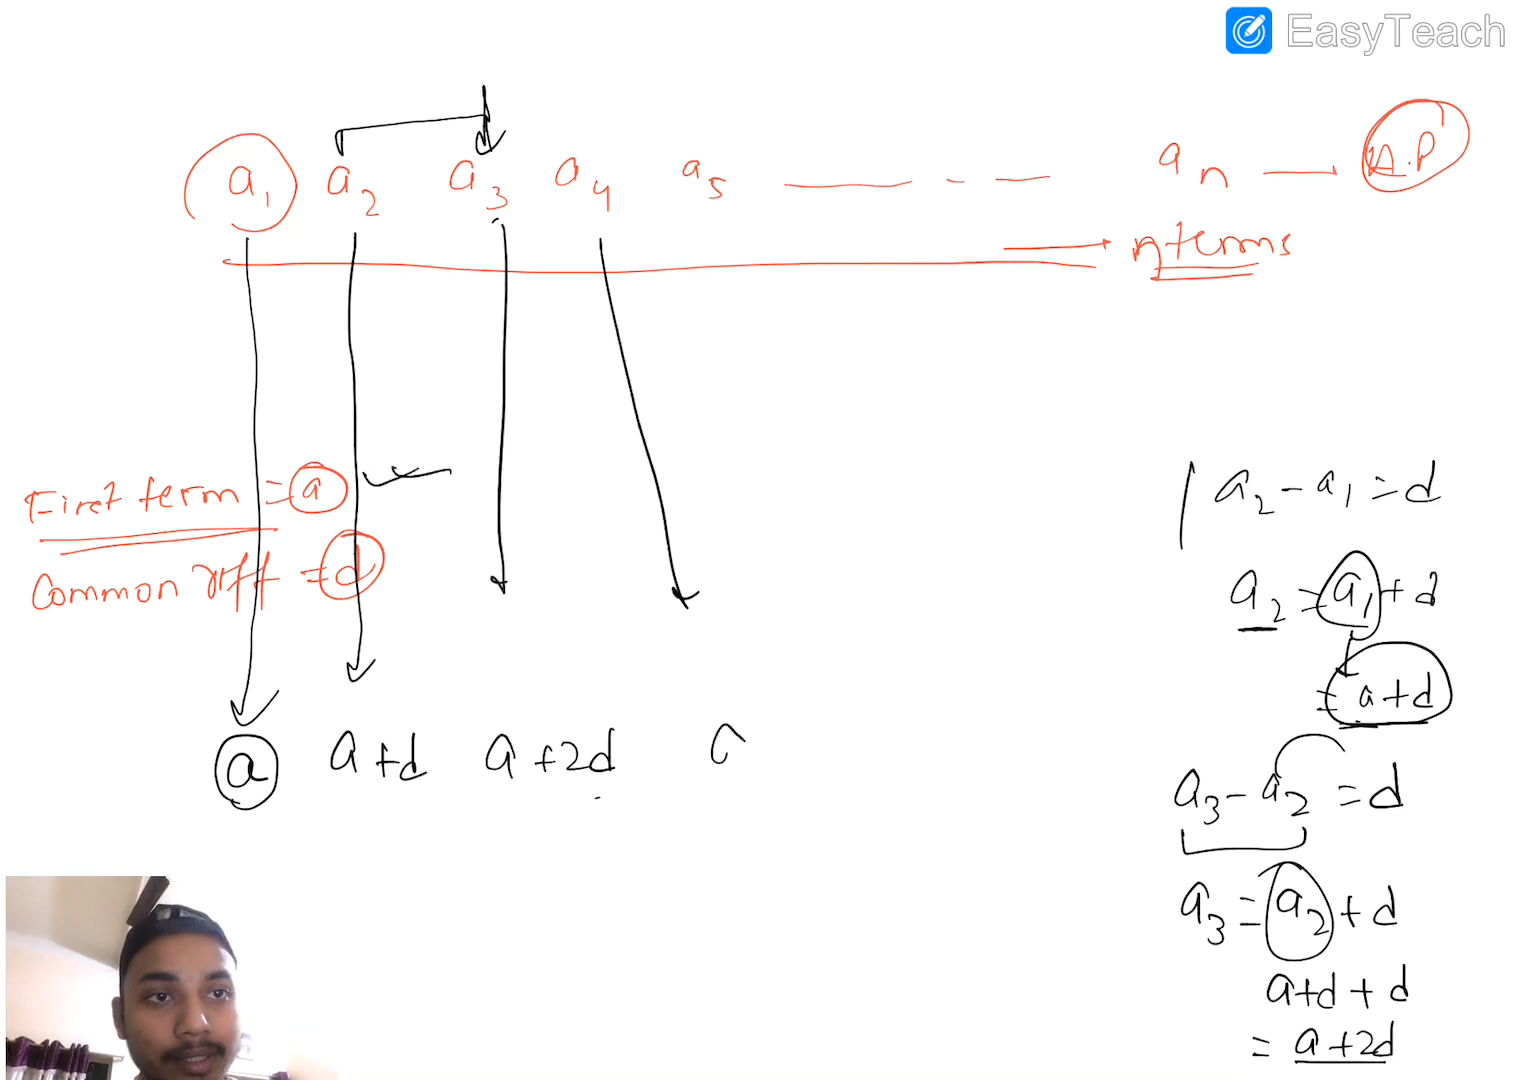 EasyTeach
a₁ a₂ a₃ a₄ a₅ ——— - — aₙ — A.P
→ n terms
First term = a
Common diff = d
a a+d a+2d a
a₂ - a₁ = d
a₂ = a₁ + d
= a+d
a₃ - a₂ = d
a₃ = a₂ + d
a+d + d
= a+2d